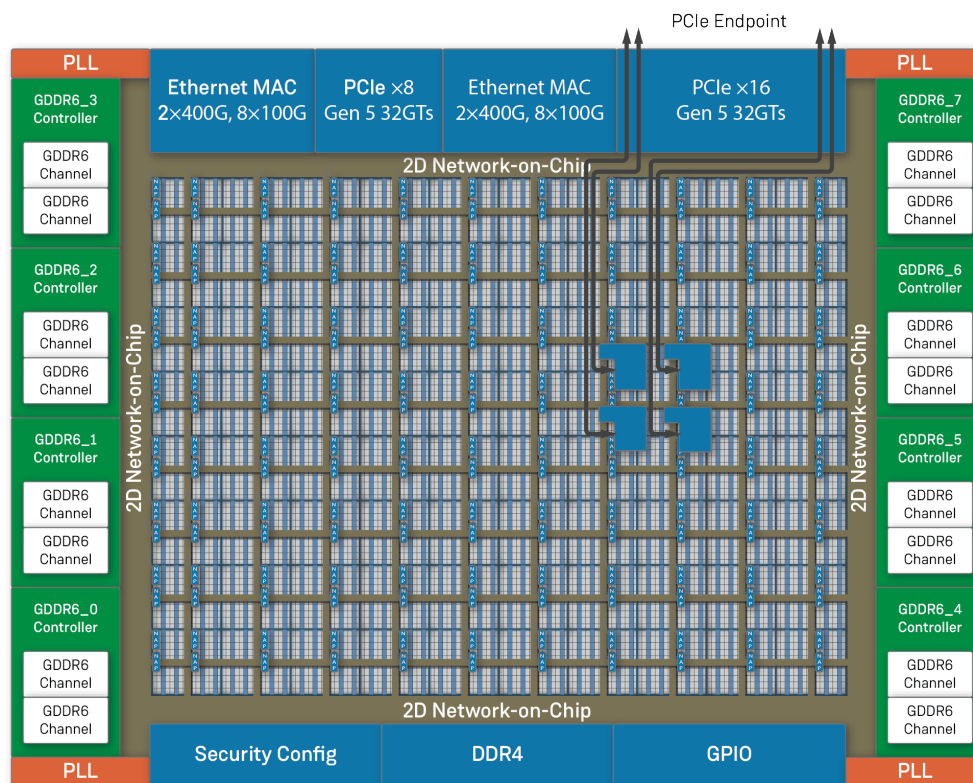 PCIe Endpoint
PLL
Ethernet MAC
2×400G, 8×100G
PCIe ×8
Gen 5 32GTs
Ethernet MAC
2×400G, 8×100G
PCIe ×16
Gen 5 32GTs
PLL
2D Network-on-Chip
GDDR6_3
Controller
GDDR6
Channel
GDDR6
Channel
GDDR6_2
Controller
GDDR6
Channel
GDDR6
Channel
GDDR6_1
Controller
GDDR6
Channel
GDDR6
Channel
GDDR6_0
Controller
GDDR6
Channel
GDDR6
Channel
2D Network-on-Chip
NAP
2D Network-on-Chip
GDDR6_7
Controller
GDDR6
Channel
GDDR6
Channel
GDDR6_6
Controller
GDDR6
Channel
GDDR6
Channel
GDDR6_5
Controller
GDDR6
Channel
GDDR6
Channel
GDDR6_4
Controller
GDDR6
Channel
GDDR6
Channel
2D Network-on-Chip
PLL
Security Config
DDR4
GPIO
PLL